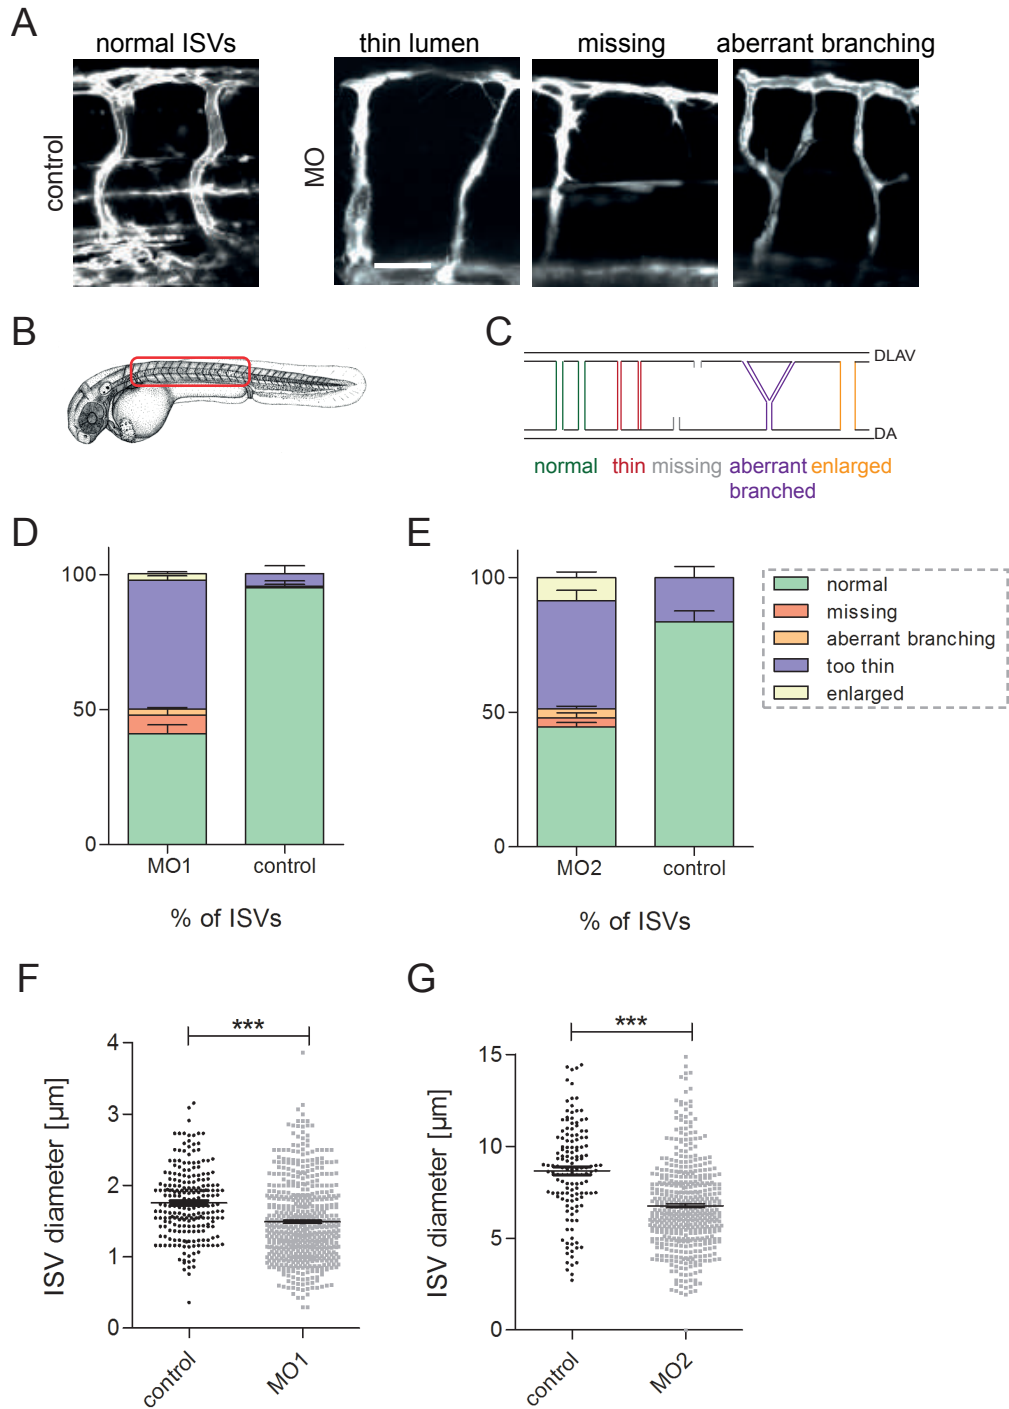 A
normal ISVs
thin lumen
missing
aberrant branching
control
MO
B
C
DLAV
DA
normal
thin
missing
aberrant
branched
enlarged
D
100
50
0
MO1
control
% of ISVs
E
100
50
0
MO2
control
% of ISVs
normal
missing
aberrant branching
too thin
enlarged
F
***
ISV diameter [µm]
4
3
2
1
0
control
MO1
G
***
ISV diameter [µm]
15
10
5
0
control
MO2